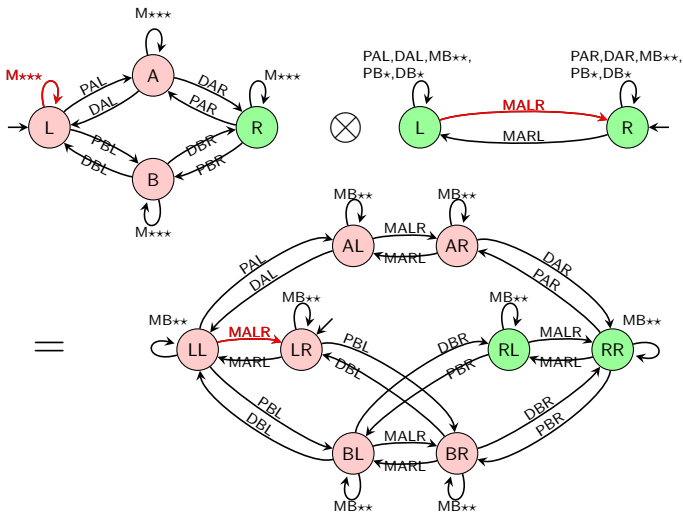 M⋆⋆⋆
M⋆⋆⋆ PAL A DAR M⋆⋆⋆
DAL PAR
L R
PBL DBR
DBL B PBR
M⋆⋆⋆
⊗
PAL,DAL,MB⋆⋆,
PB⋆,DB⋆
PAR,DAR,MB⋆⋆,
PB⋆,DB⋆
L MALR R
MARL
MB⋆⋆ MB⋆⋆
PAL AL MALR AR DAR
DAL MARL PAR
=
MB⋆⋆ MB⋆⋆ MB⋆⋆ MB⋆⋆
LL MALR LR PBL DBR RL MALR RR
MARL DBL PBR MARL
PBL DBR
DBL BL MALR BR PBR
MARL
MB⋆⋆ MB⋆⋆